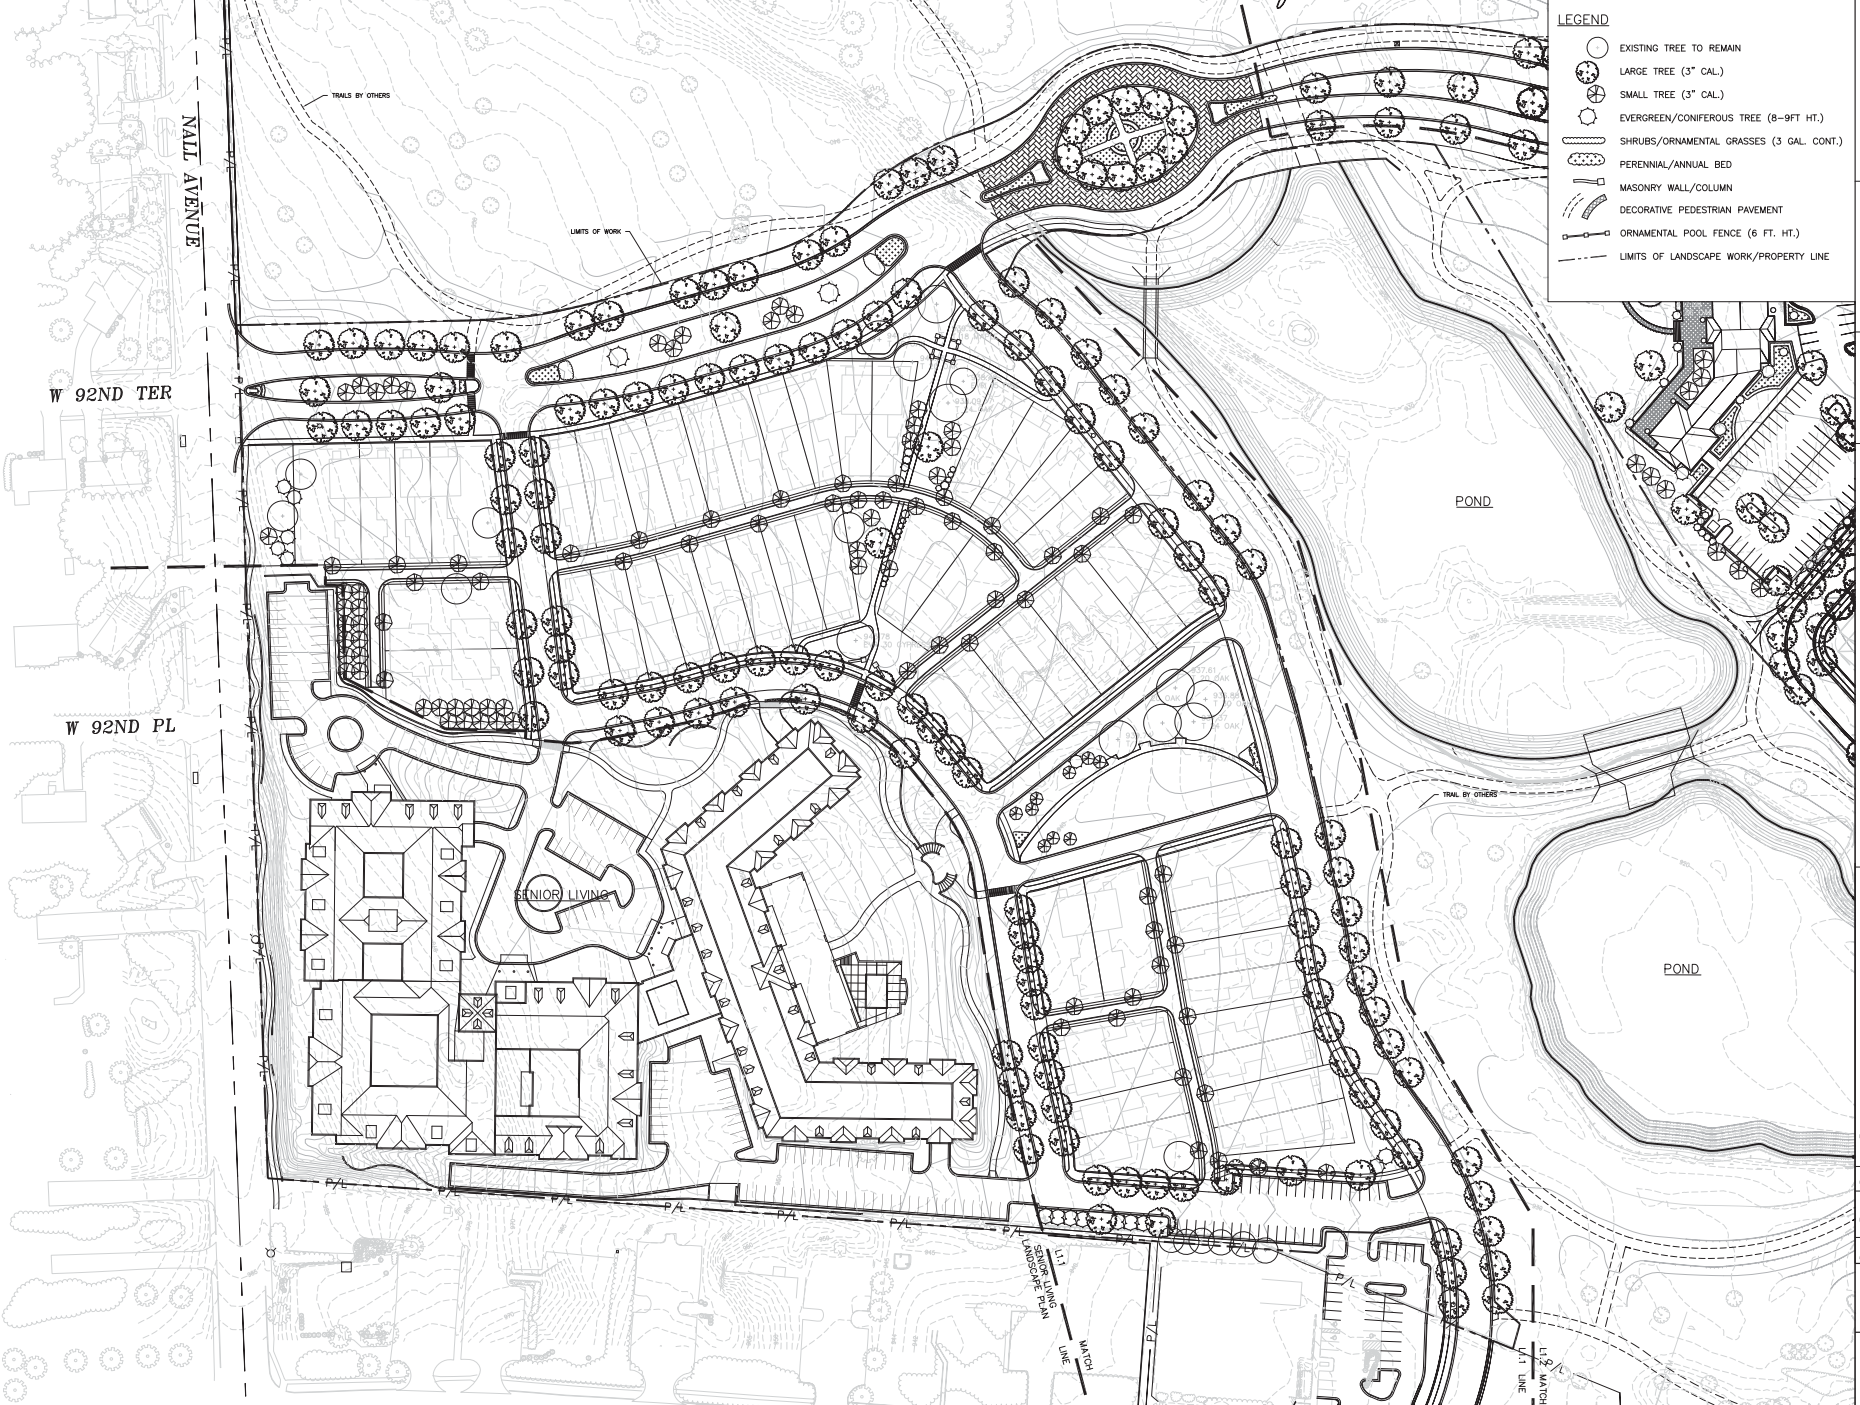 LEGEND
EXISTING TREE TO REMAIN
LARGE TREE (3" CAL.)
SMALL TREE (3" CAL.)
EVERGREEN/CONIFEROUS TREE (8-9FT HT.)
SHRUBS/ORNAMENTAL GRASSES (3 GAL. CONT.)
PERENNIAL/ANNUAL BED
MASONRY WALL/COLUMN
DECORATIVE PEDESTRIAN PAVEMENT
ORNAMENTAL POOL FENCE (6 FT. HT.)
LIMITS OF LANDSCAPE WORK/PROPERTY LINE
TRAILS BY OTHERS
NALL AVENUE
LIMITS OF WORK
W 92ND TER
POND
W 92ND PL
TRAIL BY OTHERS
SENIOR LIVING
POND
P/L
P/L
P/L
P/L
P/L
P/L
P/L
P/L
P/L
P/L
P/L
L1.1
SENIOR LIVING
LANDSCAPE PLAN
MATCH
LINE
L1.1 LINE
L1.2 MATCH